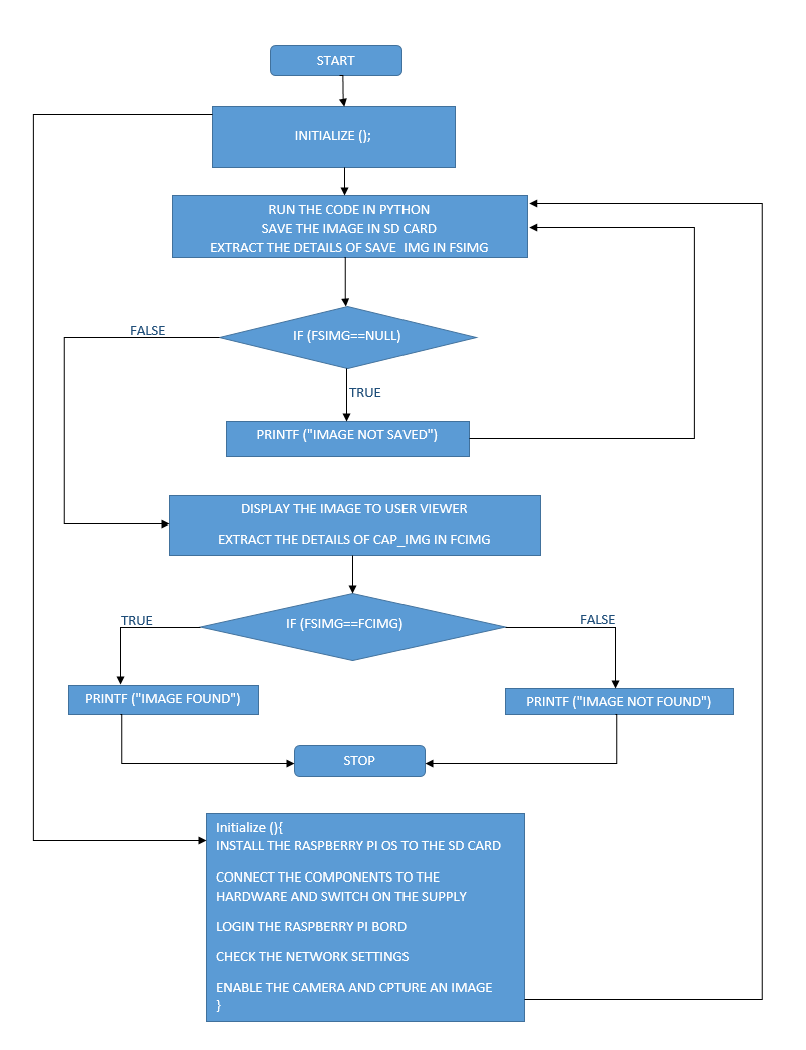 START
INITIALIZE ();
RUN THE CODE IN PYTHON
SAVE THE IMAGE IN SD CARD
EXTRACT THE DETAILS OF SAVE_IMG IN FSIMG
FALSE
IF (FSIMG==NULL)
TRUE
PRINTF ("IMAGE NOT SAVED")
DISPLAY THE IMAGE TO USER VIEWER
EXTRACT THE DETAILS OF CAP_IMG IN FCIMG
TRUE
IF (FSIMG==FCIMG)
FALSE
PRINTF ("IMAGE FOUND")
PRINTF ("IMAGE NOT FOUND")
STOP
Initialize (){
INSTALL THE RASPBERRY PI OS TO THE SD CARD
CONNECT THE COMPONENTS TO THE
HARDWARE AND SWITCH ON THE SUPPLY
LOGIN THE RASPBERRY PI BORD
CHECK THE NETWORK SETTINGS
ENABLE THE CAMERA AND CPTURE AN IMAGE
}